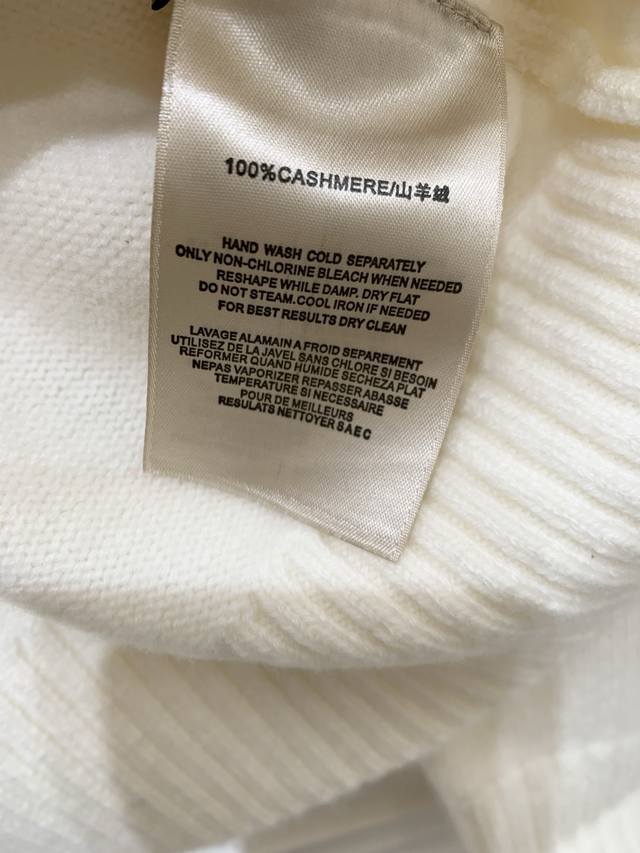 100%CASHMERE/山羊绒
HAND WASH COLD SEPARATELY
ONLY NON-CHLORINE BLEACH WHEN NEEDED
RESHAPE WHILE DAMP. DRY FLAT
DO NOT STEAM.COOL IRON IF NEEDED
FOR BEST RESULTS DRY CLEAN
LAVAGE ALAMAIN A FROID SEPAREMENT
UTILISEZ DE LA JAVEL SANS CHLORE SI BESOIN
REFORMER QUAND HUMIDE SECHEZA PLAT
NEPAS VAPORIZER REPASSER ABASSE
TEMPERATURE SI NECESSAIRE
POUR DE MEILLEURS
RESULATS NETTOYER SAEC